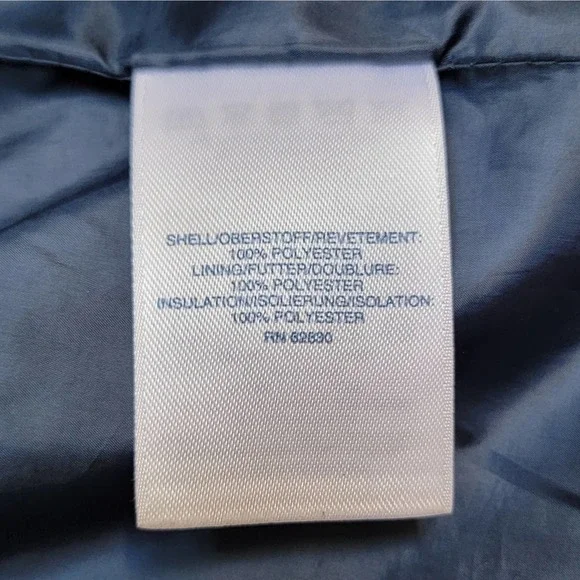 SHELL/OBERSTOFF/REVETEMENT:
100% POLYESTER
LINING/FUTTER/DOUBLURE:
100% POLYESTER
INSULATION/ISOLIERUNG/ISOLATION:
100% POLYESTER
RN 62830